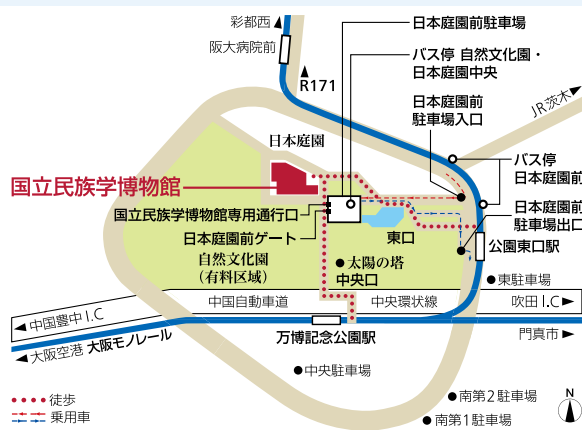 彩都西
阪大病院前
R171
日本庭園前駐車場
バス停 自然文化園・
日本庭園中央
日本庭園前
駐車場入口
JR茨木
日本庭園
国立民族学博物館
バス停
日本庭園前
国立民族学博物館専用通行口
日本庭園前ゲート
東口
日本庭園前
駐車場出口
公園東口駅
自然文化園
(有料区域)
太陽の塔
中央口
東駐車場
中国豊中I.C
中国自動車道
中央環状線
吹田I.C
大阪空港 大阪モノレール
万博記念公園駅
門真市
中央駐車場
南第2駐車場
南第1駐車場
徒歩
乗用車
N